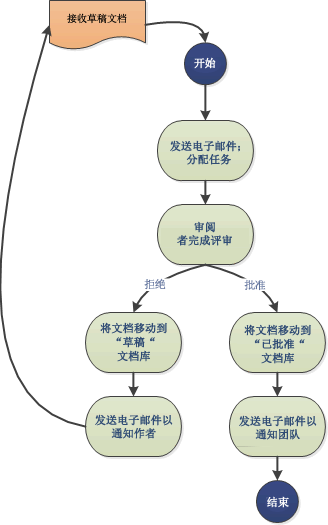 接收草稿文档
开始
发送电子邮件；
分配任务
审阅
者完成评审
拒绝
批准
将文档移动到
“草稿“
文档库
将文档移动到
“已批准“
文档库
发送电子邮件以
通知作者
发送电子邮件以
通知团队
结束